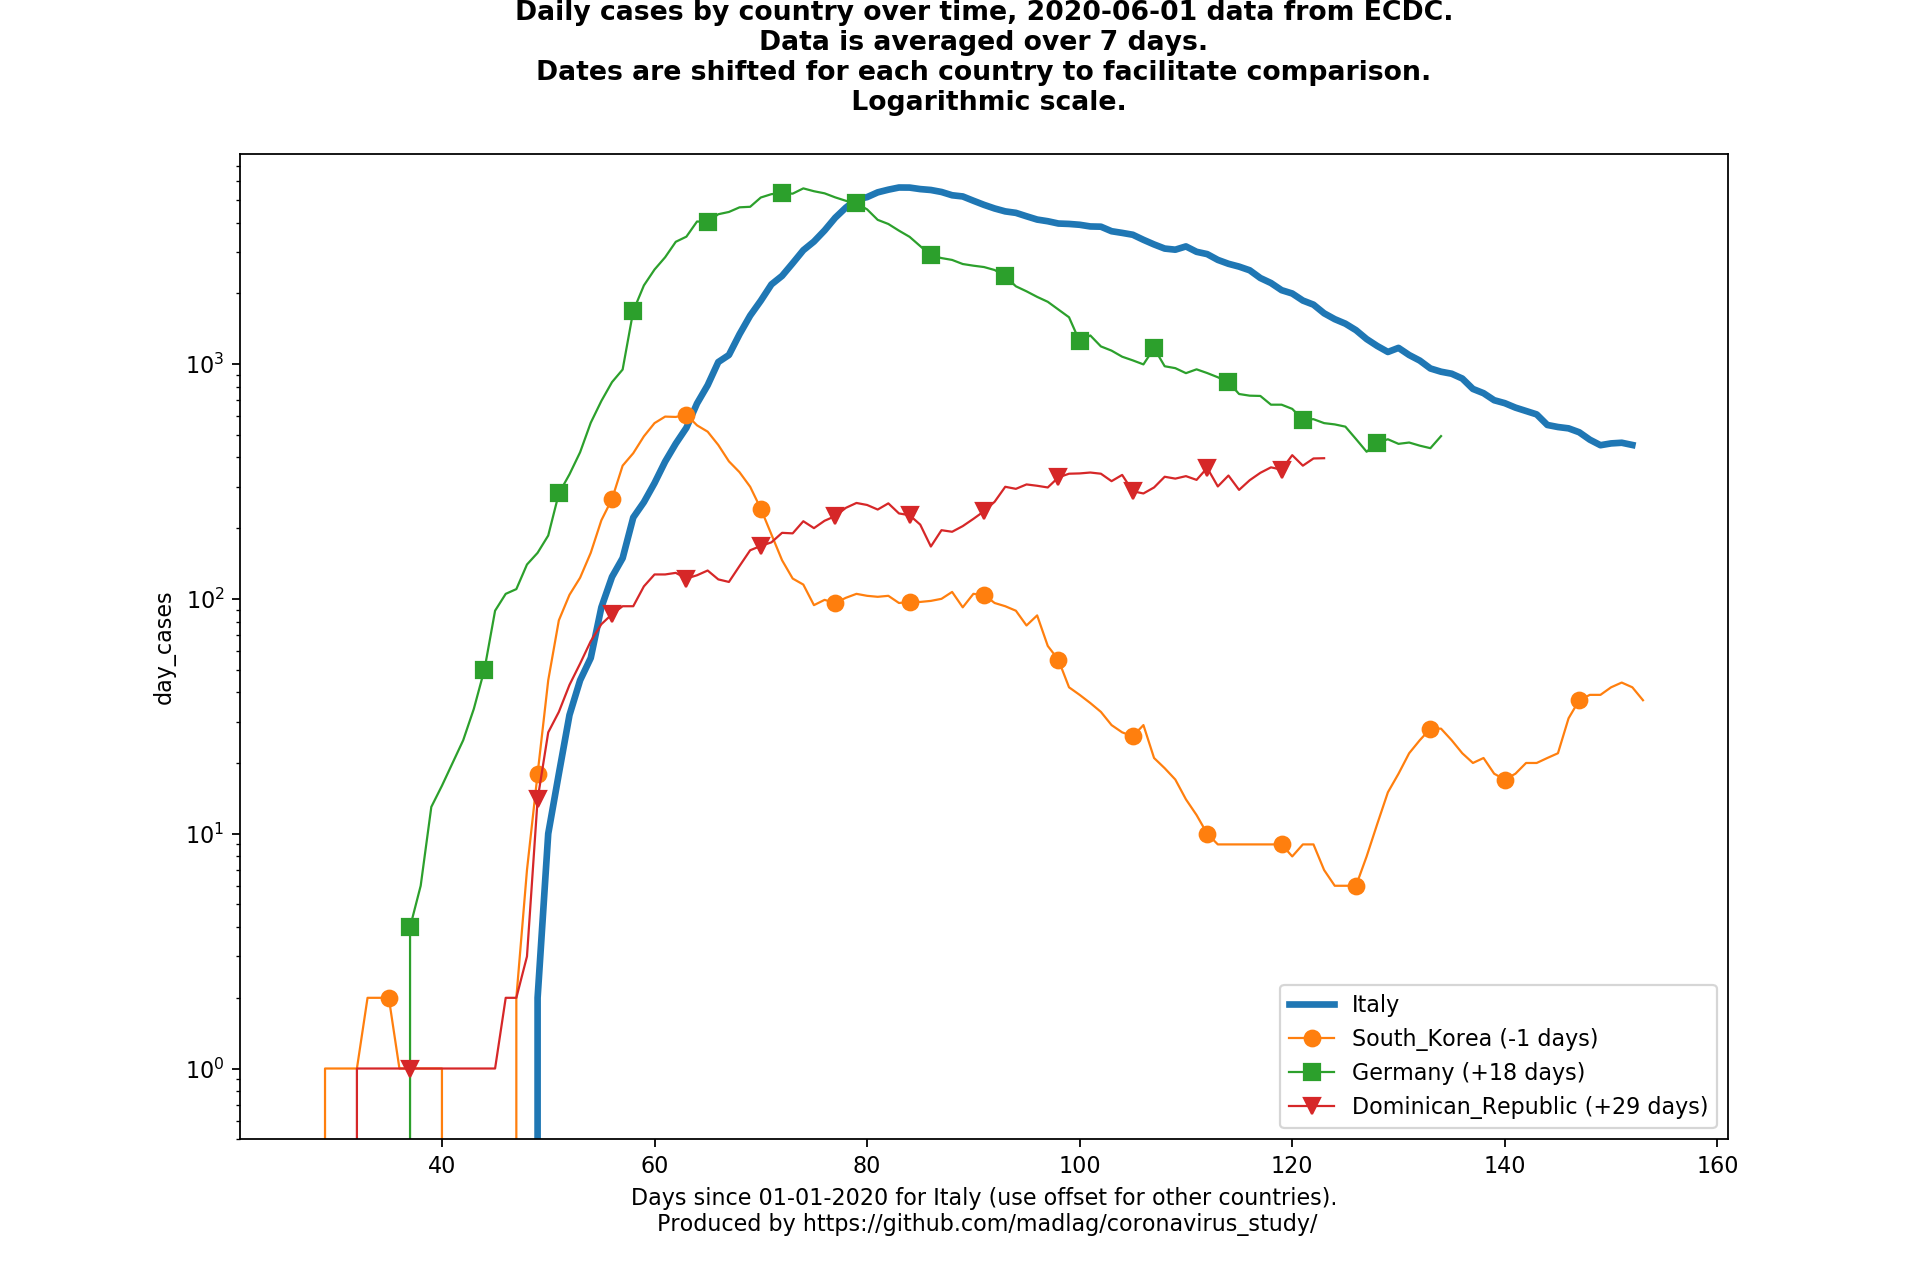 Daily cases by country over time, 2020-06-01 data from ECDC.
Data is averaged over 7 days.
Dates are shifted for each country to facilitate comparison.
Logarithmic scale.
day_cases
10³
10²
10¹
10⁰
40 60 80 100 120 140 160
Italy
South_Korea (-1 days)
Germany (+18 days)
Dominican_Republic (+29 days)
Days since 01-01-2020 for Italy (use offset for other countries).
Produced by https://github.com/madlag/coronavirus_study/